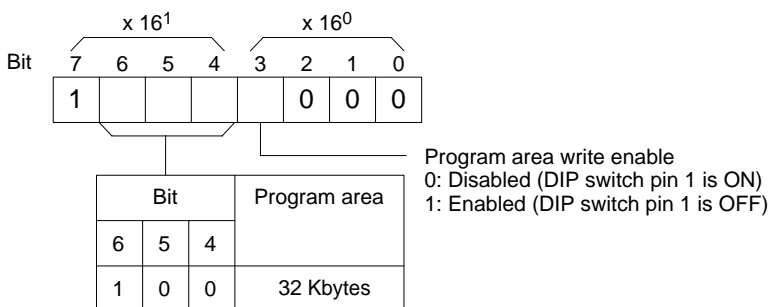 x 16¹ x 16⁰
Bit 7 6 5 4 3 2 1 0
1 0 0 0
Program area write enable
0: Disabled (DIP switch pin 1 is ON)
1: Enabled (DIP switch pin 1 is OFF)
Bit Program area
6 5 4
1 0 0 32 Kbytes